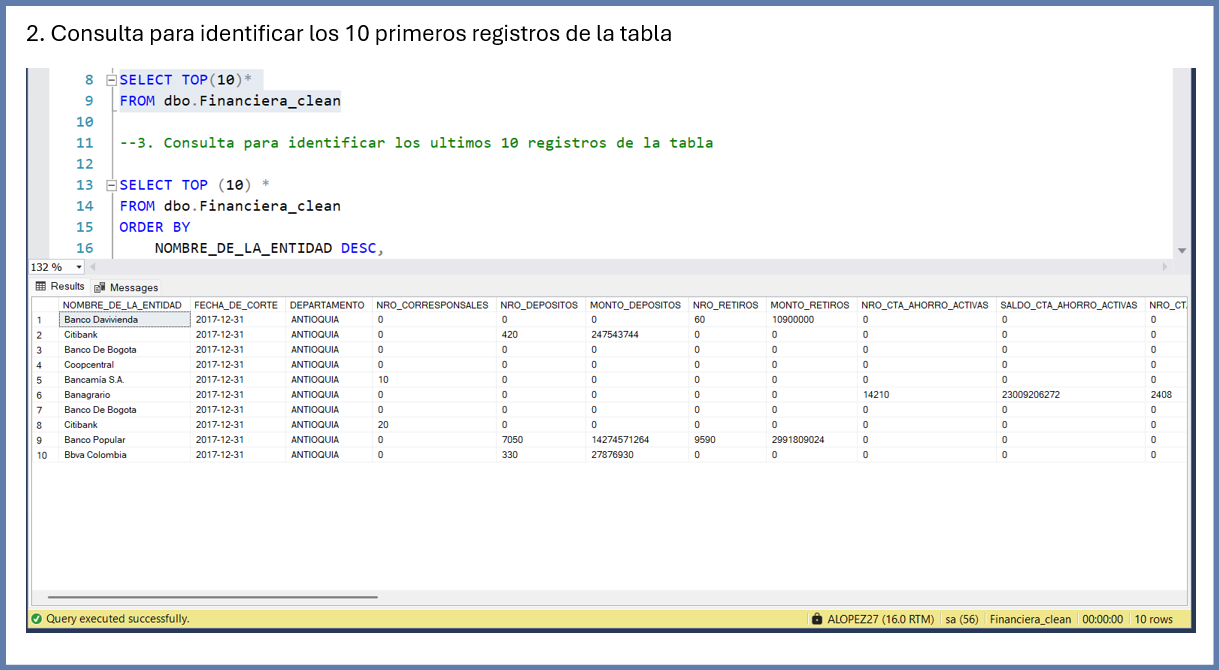 2. Consulta para identificar los 10 primeros registros de la tabla
8 SELECT TOP(10)*
9 FROM dbo.Financiera_clean
10
11 --3. Consulta para identificar los ultimos 10 registros de la tabla
12
13 SELECT TOP (10) *
14 FROM dbo.Financiera_clean
15 ORDER BY
16 NOMBRE_DE_LA_ENTIDAD DESC,
132 %
Results Messages
NOMBRE_DE_LA_ENTIDAD FECHA_DE_CORTE DEPARTAMENTO NRO_CORRESPONSALES NRO_DEPOSITOS MONTO_DEPOSITOS NRO_RETIROS MONTO_RETIROS NRO_CTA_AHORRO_ACTIVAS SALDO_CTA_AHORRO_ACTIVAS NRO_CT
1 Banco Davivienda 2017-12-31 ANTIOQUIA 0 0 0 60 10900000 0 0 0
2 Citibank 2017-12-31 ANTIOQUIA 0 420 247543744 0 0 0 0 0
3 Banco De Bogota 2017-12-31 ANTIOQUIA 0 0 0 0 0 0 0 0
4 Coopcentral 2017-12-31 ANTIOQUIA 0 0 0 0 0 0 0 0
5 Bancamia S.A. 2017-12-31 ANTIOQUIA 10 0 0 0 0 0 0 0
6 Banagrario 2017-12-31 ANTIOQUIA 0 0 0 0 0 14210 23009206272 2408
7 Banco De Bogota 2017-12-31 ANTIOQUIA 0 0 0 0 0 0 0 0
8 Citibank 2017-12-31 ANTIOQUIA 20 0 0 0 0 0 0 0
9 Banco Popular 2017-12-31 ANTIOQUIA 0 7050 14274571264 9590 2991809024 0 0 0
10 Bbva Colombia 2017-12-31 ANTIOQUIA 0 330 27876930 0 0 0 0 0
Query executed successfully. ALOPEZ27 (16.0 RTM) sa (56) Financiera_clean 00:00:00 10 rows